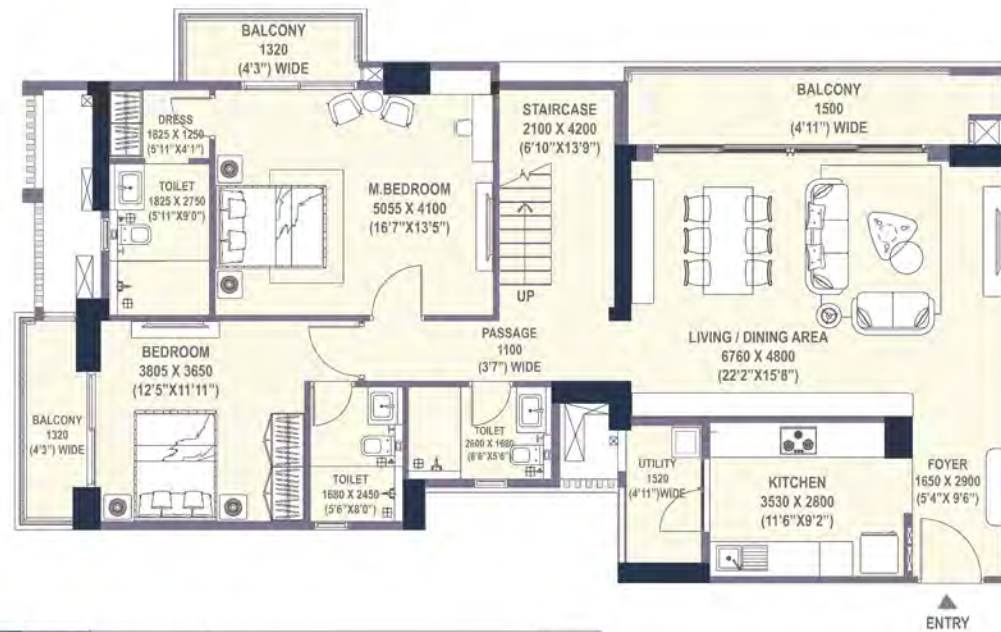 BALCONY
1320
(4'3") WIDE
BALCONY
1500
(4'11") WIDE
STAIRCASE
2100 X 4200
(6'10"X13'9")
DRESS
1825 X 1250
(5'11"X4'1")
TOILET
1825 X 2750
(5'11"X9'0")
M.BEDROOM
5055 X 4100
(16'7"X13'5")
UP
PASSAGE
1100
(3'7") WIDE
LIVING / DINING AREA
6760 X 4800
(22'2"X15'8")
BEDROOM
3805 X 3650
(12'5"X11'11")
BALCONY
1320
(4'3") WIDE
TOILET
2600 X 1680
(8'6"X5'6")
TOILET
1680 X 2450
(5'6"X8'0")
UTILITY
1520
(4'11")WIDE
KITCHEN
3530 X 2800
(11'6"X9'2")
FOYER
1650 X 2900
(5'4"X 9'6")
ENTRY